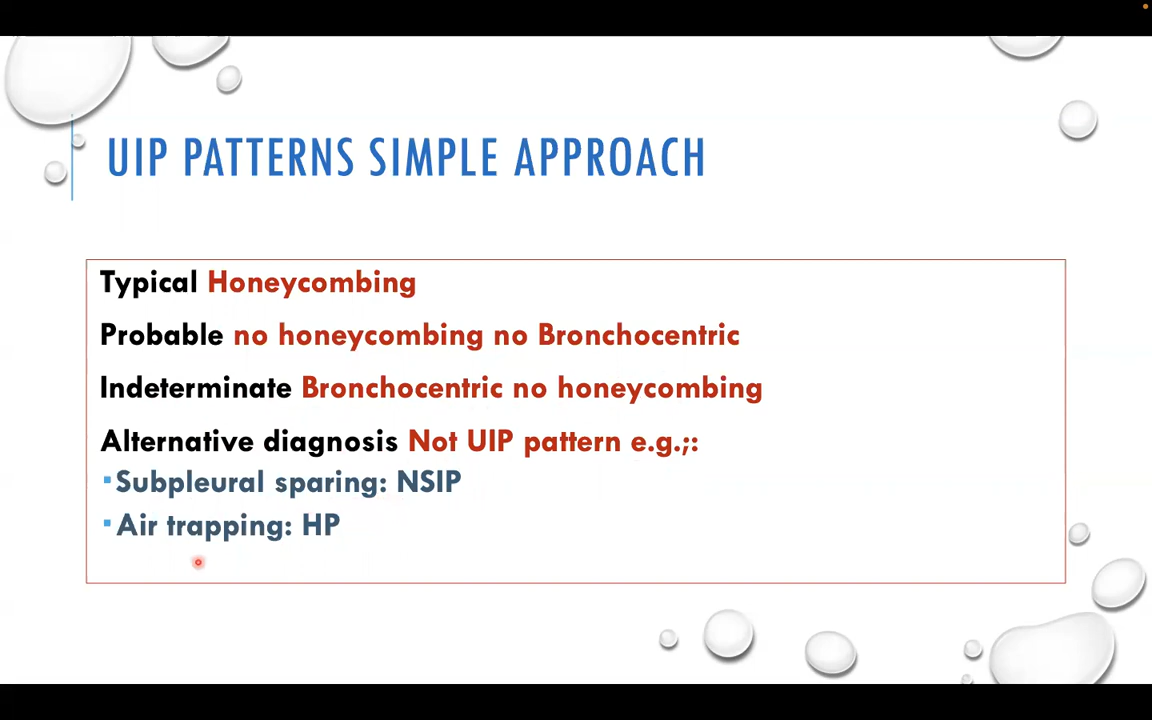 UIP PATTERNS SIMPLE APPROACH
Typical Honeycombing
Probable no honeycombing no Bronchocentric
Indeterminate Bronchocentric no honeycombing
Alternative diagnosis Not UIP pattern e.g.;:
▪Subpleural sparing: NSIP
▪Air trapping: HP